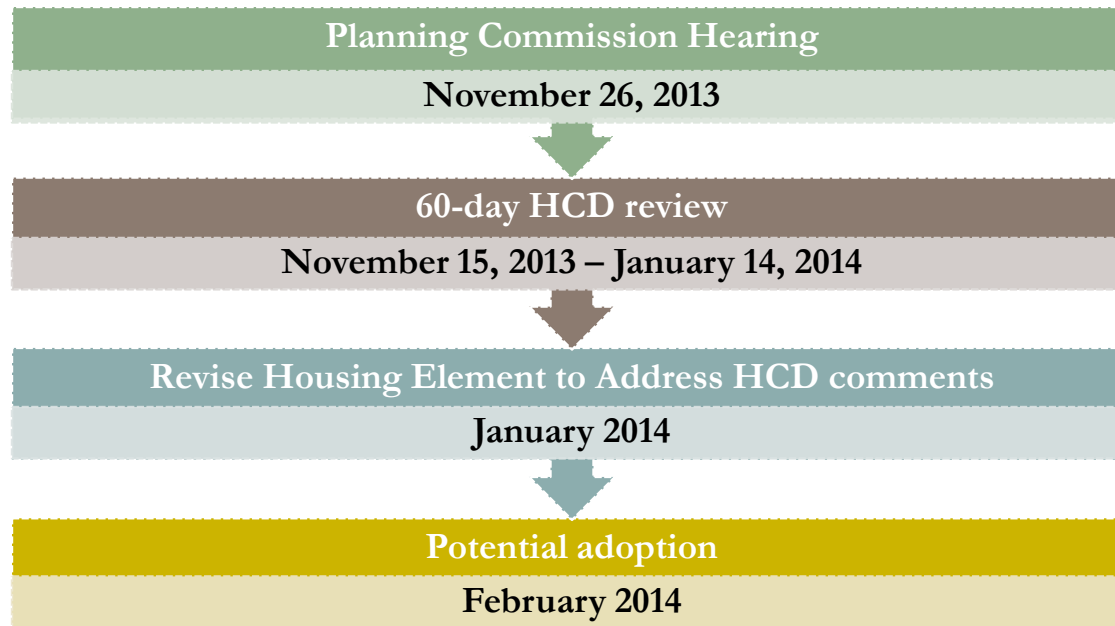 Planning Commission Hearing
November 26, 2013
60-day HCD review
November 15, 2013 – January 14, 2014
Revise Housing Element to Address HCD comments
January 2014
Potential adoption
February 2014